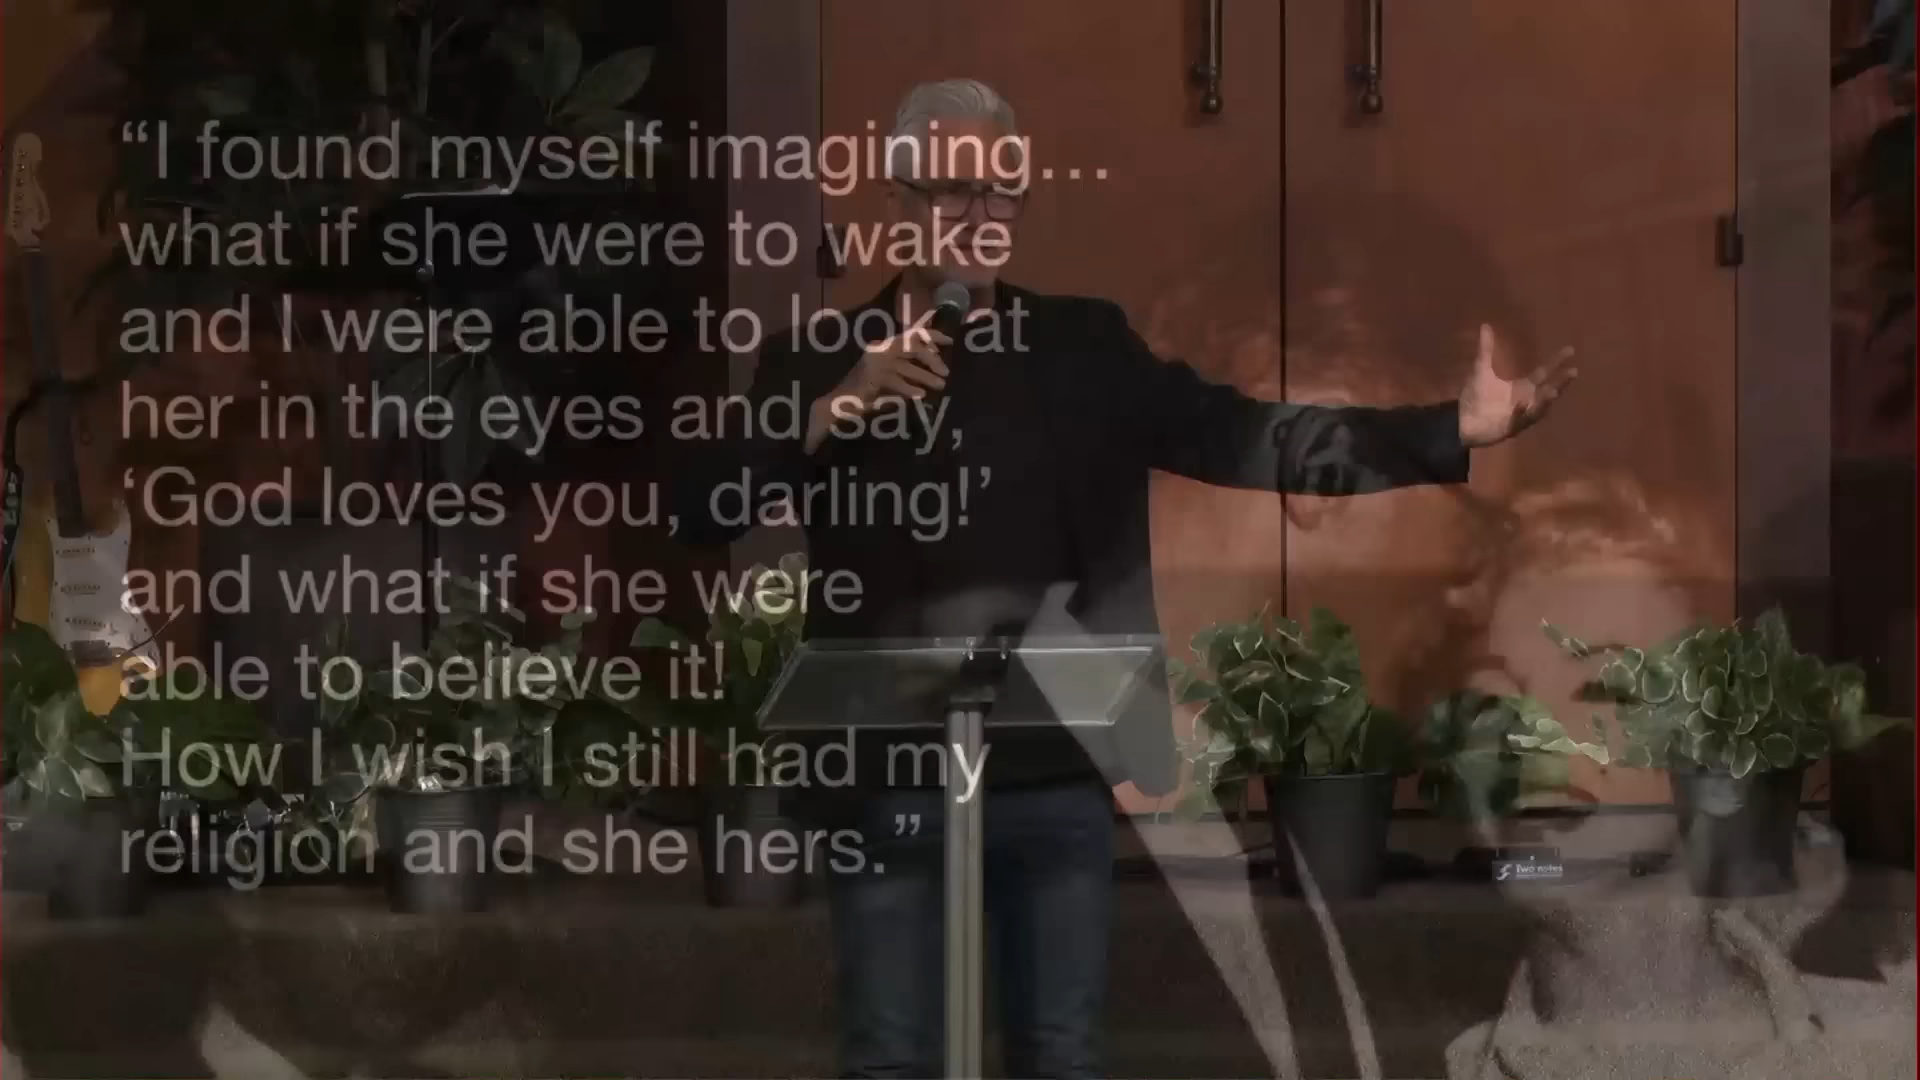 “I found myself imagining…
what if she were to wake
and I were able to look at
her in the eyes and say,
‘God loves you, darling!’
and what if she were
able to believe it!
How I wish I still had my
religion and she hers.”
Two notes